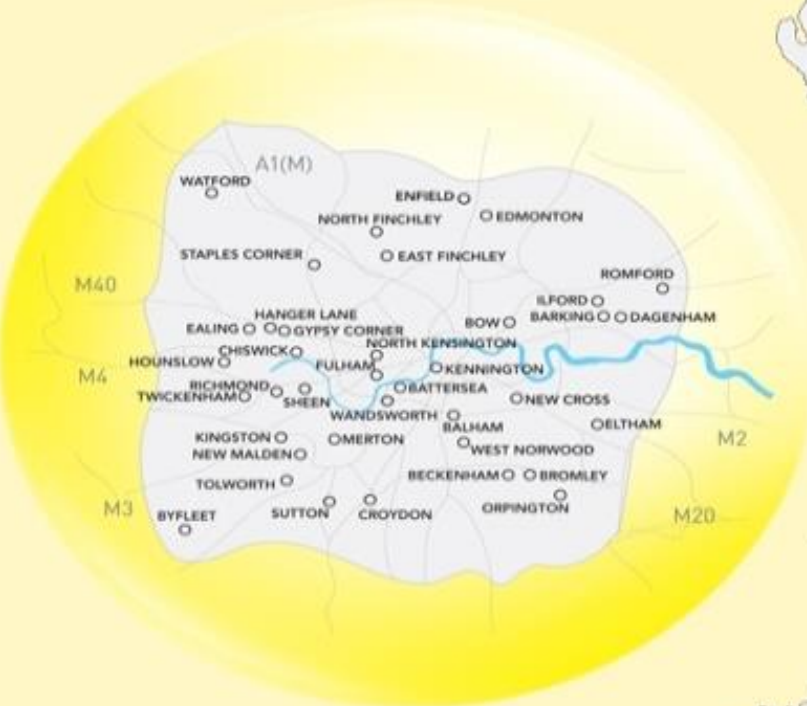 A1(M)
WATFORD
ENFIELD
EDMONTON
NORTH FINCHLEY
STAPLES CORNER
EAST FINCHLEY
ROMFORD
M40
ILFORD
HANGER LANE
BARKING
DAGENHAM
EALING
GYPSY CORNER
BOW
NORTH KENSINGTON
CHISWICK
HOUNSLOW
FULHAM
KENNINGTON
M4
RICHMOND
BATTERSEA
TWICKENHAM
SHEEN
NEW CROSS
WANDSWORTH
BALHAM
ELTHAM
KINGSTON
MERTON
M2
NEW MALDEN
WEST NORWOOD
TOLWORTH
BECKENHAM
BROMLEY
M3
BYFLEET
SUTTON
CROYDON
ORPINGTON
M20